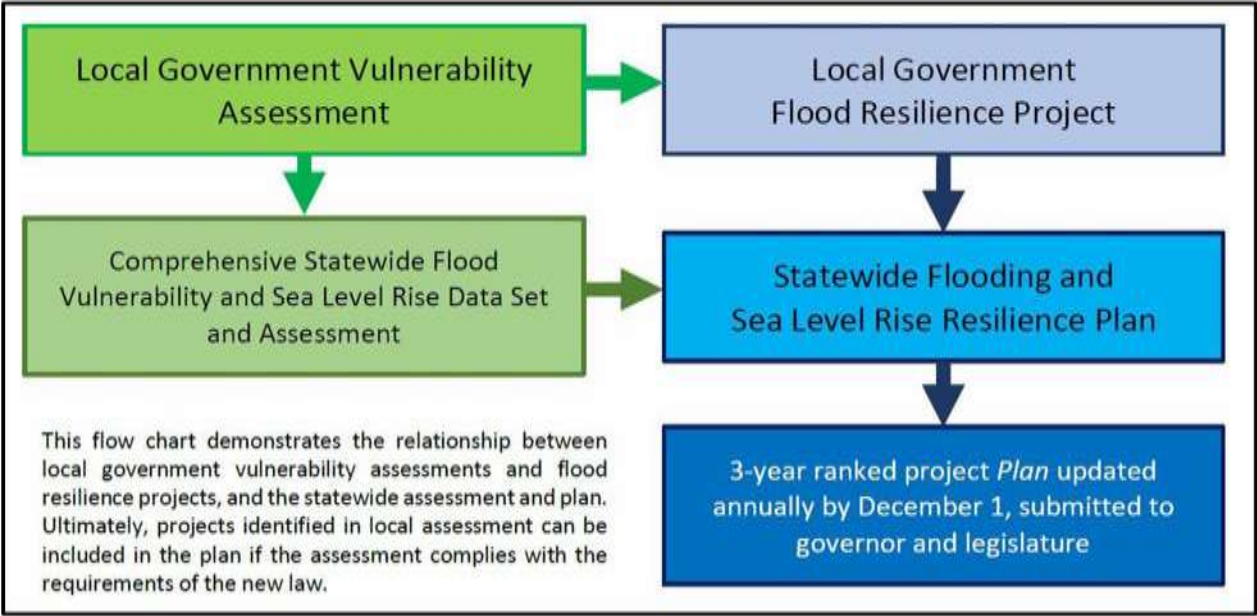 Local Government Vulnerability
Assessment
Local Government
Flood Resilience Project
Comprehensive Statewide Flood
Vulnerability and Sea Level Rise Data Set
and Assessment
Statewide Flooding and
Sea Level Rise Resilience Plan
This flow chart demonstrates the relationship between
local government vulnerability assessments and flood
resilience projects, and the statewide assessment and plan.
Ultimately, projects identified in local assessment can be
included in the plan if the assessment complies with the
requirements of the new law.
3-year ranked project Plan updated
annually by December 1, submitted to
governor and legislature